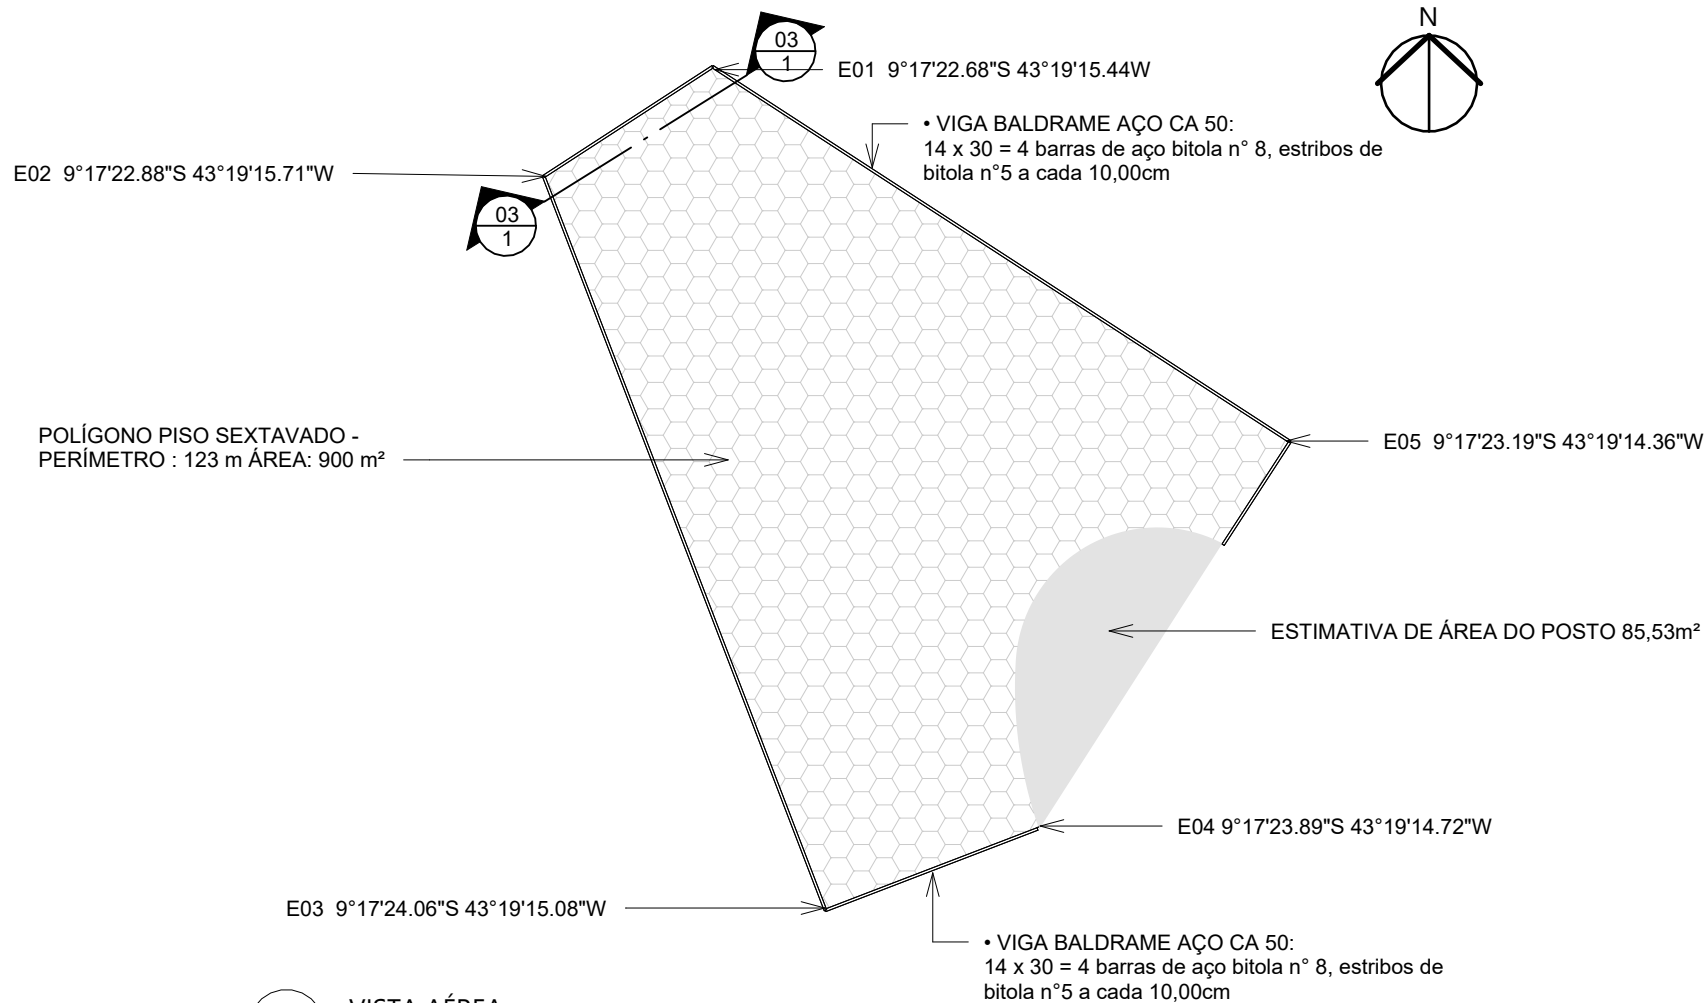 N
03
1
E01 9°17'22.68"S 43°19'15.44W
• VIGA BALDRAME AÇO CA 50:
14 x 30 = 4 barras de aço bitola n° 8, estribos de
bitola n°5 a cada 10,00cm
E02 9°17'22.88"S 43°19'15.71"W
03
1
POLÍGONO PISO SEXTAVADO -
PERÍMETRO : 123 m ÁREA: 900 m²
E05 9°17'23.19"S 43°19'14.36"W
ESTIMATIVA DE ÁREA DO POSTO 85,53m²
E04 9°17'23.89"S 43°19'14.72"W
E03 9°17'24.06"S 43°19'15.08"W
• VIGA BALDRAME AÇO CA 50:
14 x 30 = 4 barras de aço bitola n° 8, estribos de
bitola n°5 a cada 10,00cm
VISTA AÉREA